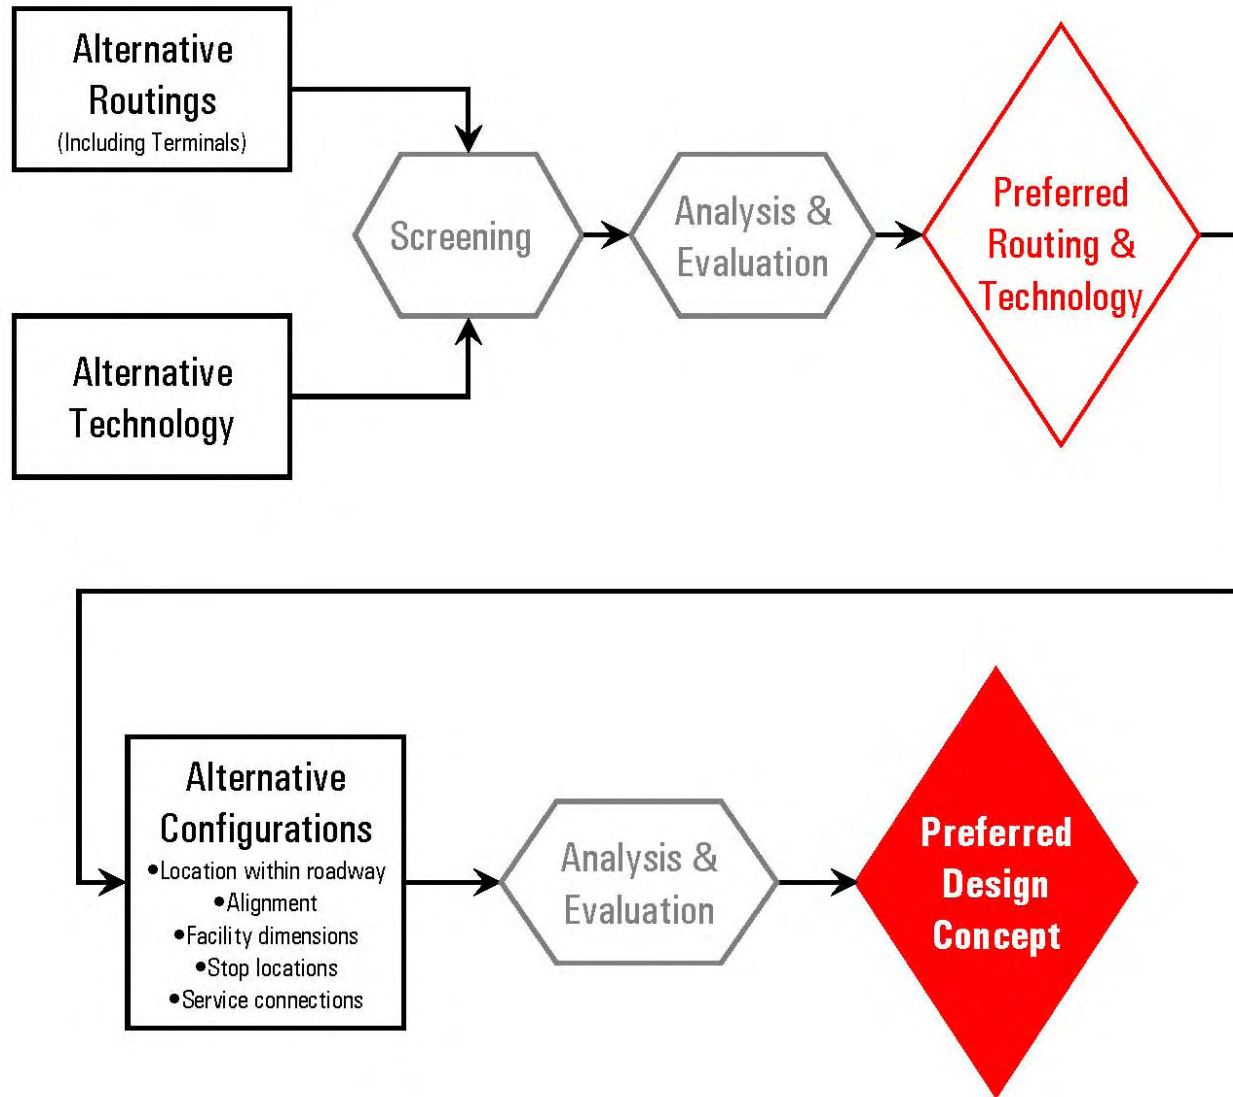 Alternative
Routings
(Including Terminals)
Screening
Analysis &
Evaluation
Preferred
Routing &
Technology
Alternative
Technology
Alternative
Configurations
•Location within roadway
•Alignment
•Facility dimensions
•Stop locations
•Service connections
Analysis &
Evaluation
Preferred
Design
Concept